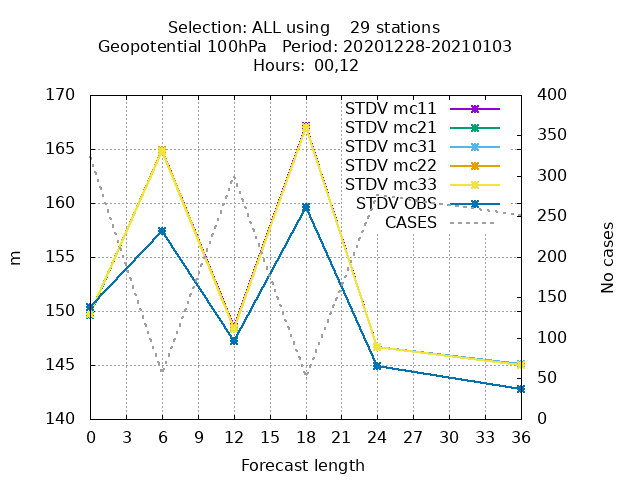 Selection: ALL using    29 stations
Geopotential 100hPa   Period: 20201228-20210103
Hours:  00,12
170 400
STDV mc11
STDV mc21
165 350
STDV mc31
STDV mc22
STDV mc33
160 300
STDV OBS
CASES
250
155 200
m
No cases
150 150
100
145 50
140 0
0 3 6 9 12 15 18 21 24 27 30 33 36
Forecast length